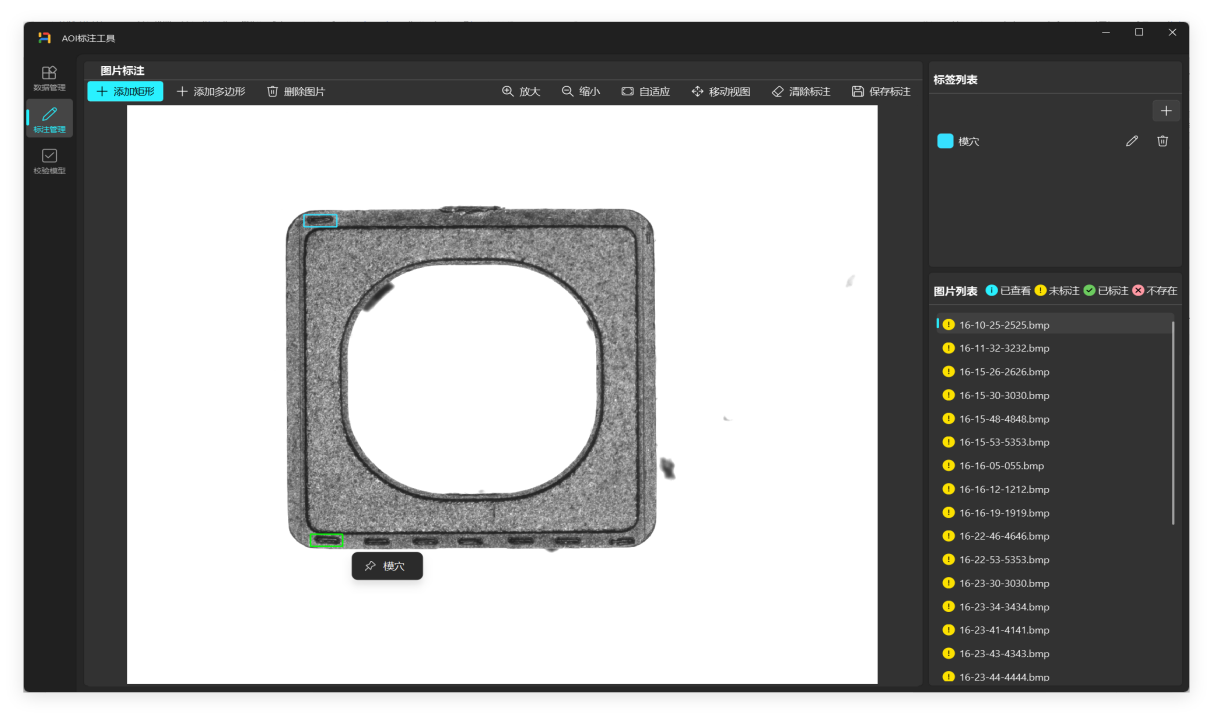 AOI标注工具
数据管理
标注管理
校验模型
图片标注
添加矩形 添加多边形 删除图片 放大 缩小 自适应 移动视图 清除标注 保存标注
模穴
标签列表
模穴
图片列表 已查看 未标注 已标注 不存在
16-10-25-2525.bmp
16-11-32-3232.bmp
16-15-26-2626.bmp
16-15-30-3030.bmp
16-15-48-4848.bmp
16-15-53-5353.bmp
16-16-05-055.bmp
16-16-12-1212.bmp
16-16-19-1919.bmp
16-22-46-4646.bmp
16-22-53-5353.bmp
16-23-30-3030.bmp
16-23-34-3434.bmp
16-23-41-4141.bmp
16-23-43-4343.bmp
16-23-44-4444.bmp